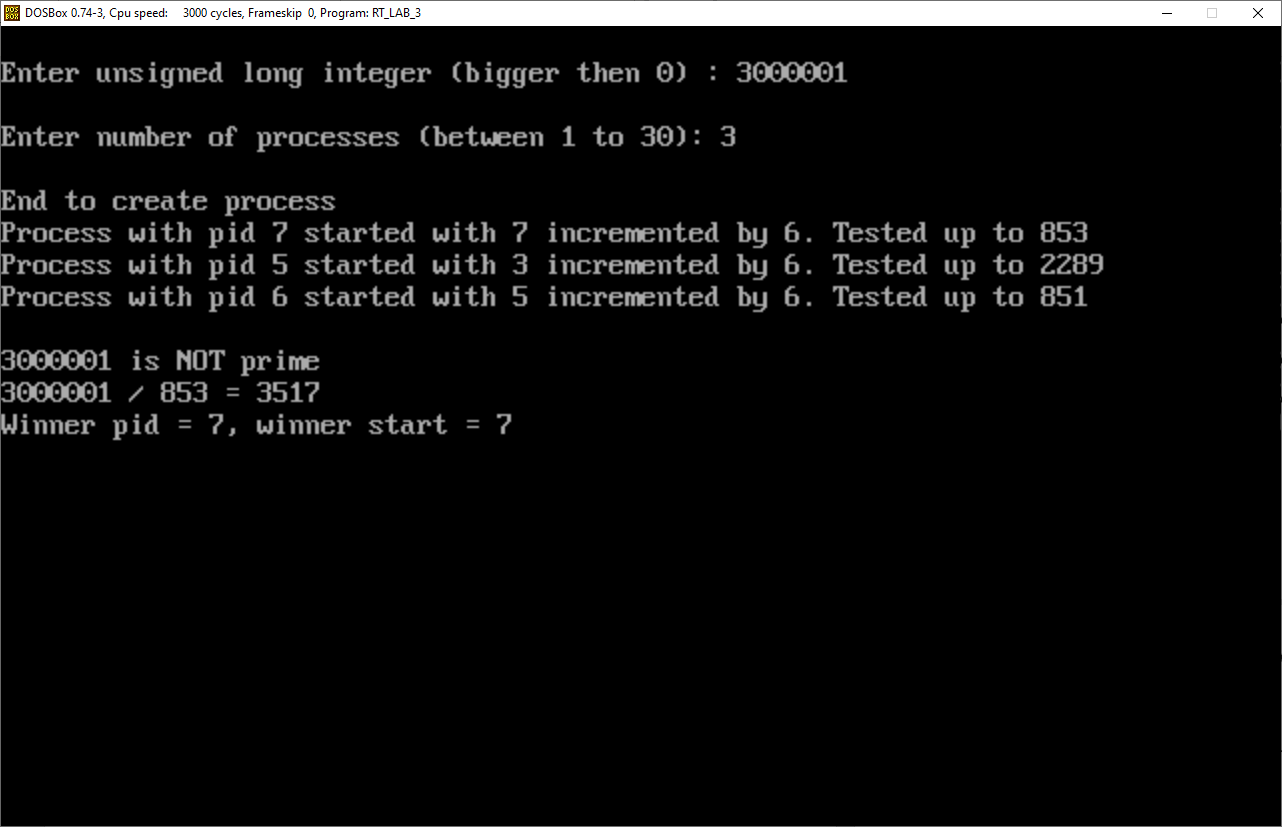 DOSBox 0.74-3, Cpu speed:    3000 cycles, Frameskip  0, Program: RT_LAB_3
Enter unsigned long integer (bigger then 0) : 3000001
Enter number of processes (between 1 to 30): 3
End to create process
Process with pid 7 started with 7 incremented by 6. Tested up to 853
Process with pid 5 started with 3 incremented by 6. Tested up to 2289
Process with pid 6 started with 5 incremented by 6. Tested up to 851
3000001 is NOT prime
3000001 / 853 = 3517
Winner pid = 7, winner start = 7